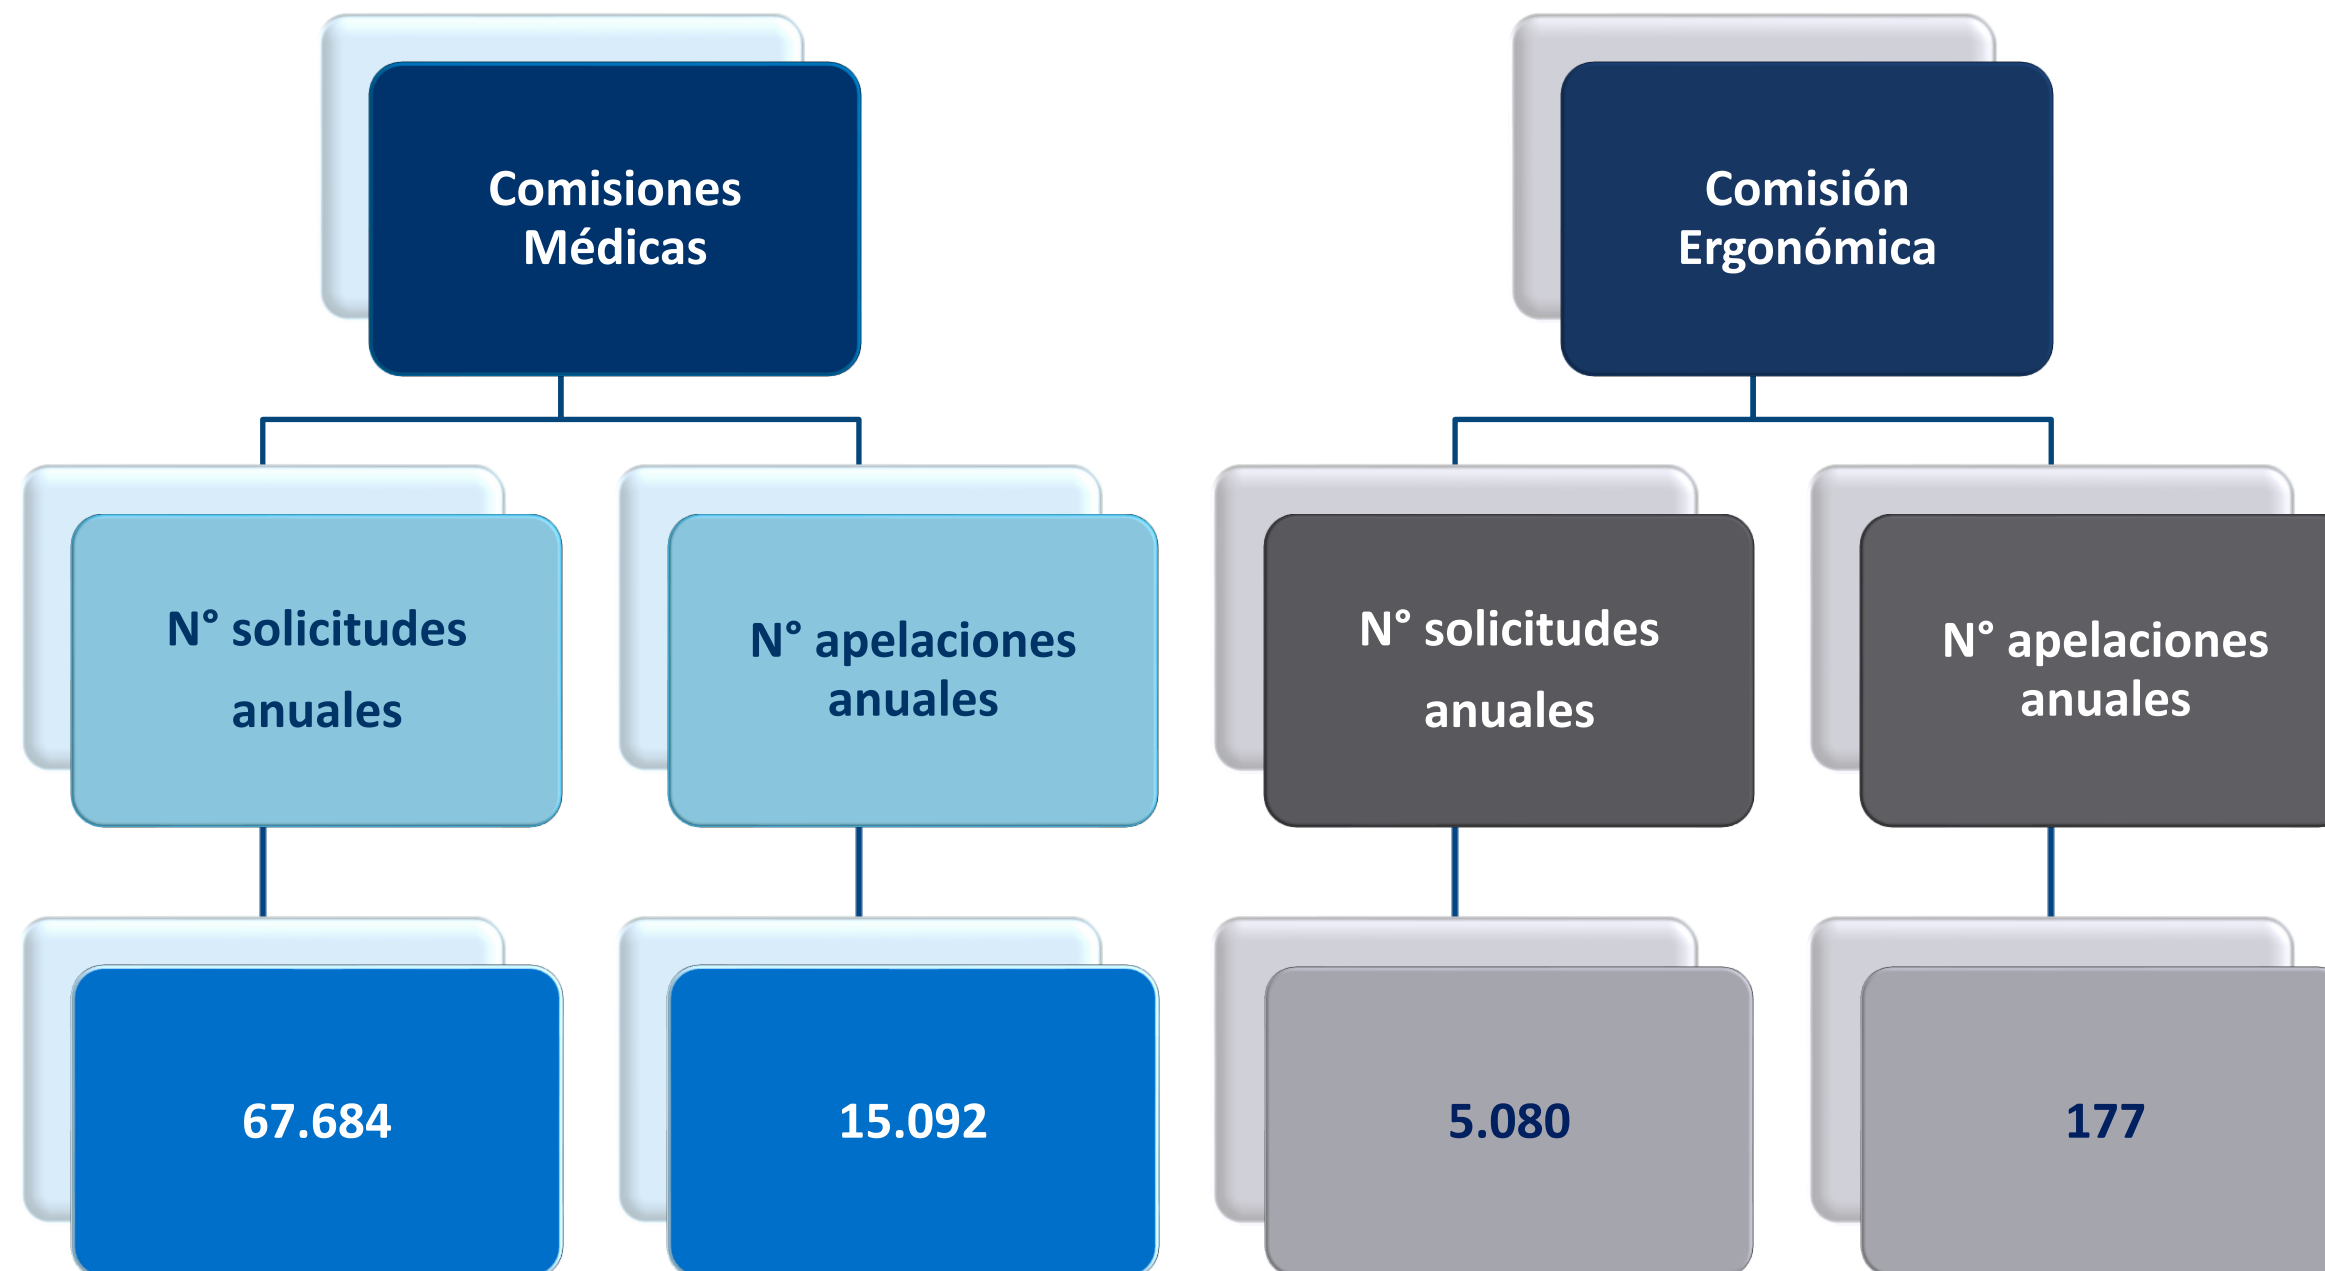 Comisiones
Médicas
Comisión
Ergonómica
N° solicitudes
anuales
N° apelaciones
anuales
N° solicitudes
anuales
N° apelaciones
anuales
67.684
15.092
5.080
177